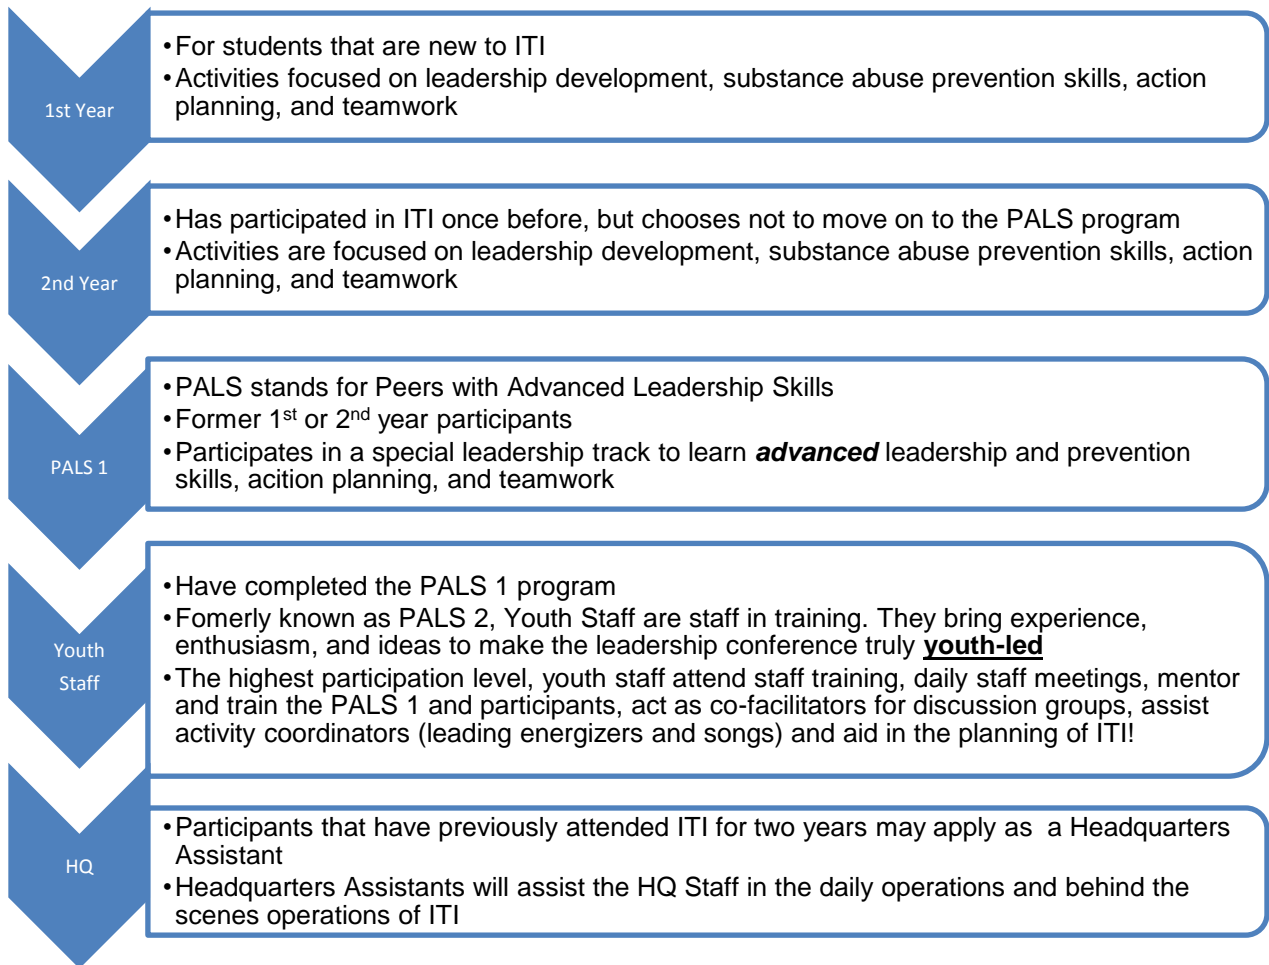 1st Year
•For students that are new to ITI
•Activities focused on leadership development, substance abuse prevention skills, action
planning, and teamwork
2nd Year
•Has participated in ITI once before, but chooses not to move on to the PALS program
•Activities are focused on leadership development, substance abuse prevention skills, action
planning, and teamwork
PALS 1
•PALS stands for Peers with Advanced Leadership Skills
•Former 1st or 2nd year participants
•Participates in a special leadership track to learn advanced leadership and prevention
skills, acition planning, and teamwork
Youth
Staff
•Have completed the PALS 1 program
•Fomerly known as PALS 2, Youth Staff are staff in training. They bring experience,
enthusiasm, and ideas to make the leadership conference truly youth-led
•The highest participation level, youth staff attend staff training, daily staff meetings, mentor
and train the PALS 1 and participants, act as co-facilitators for discussion groups, assist
activity coordinators (leading energizers and songs) and aid in the planning of ITI!
HQ
•Participants that have previously attended ITI for two years may apply as a Headquarters
Assistant
•Headquarters Assistants will assist the HQ Staff in the daily operations and behind the
scenes operations of ITI